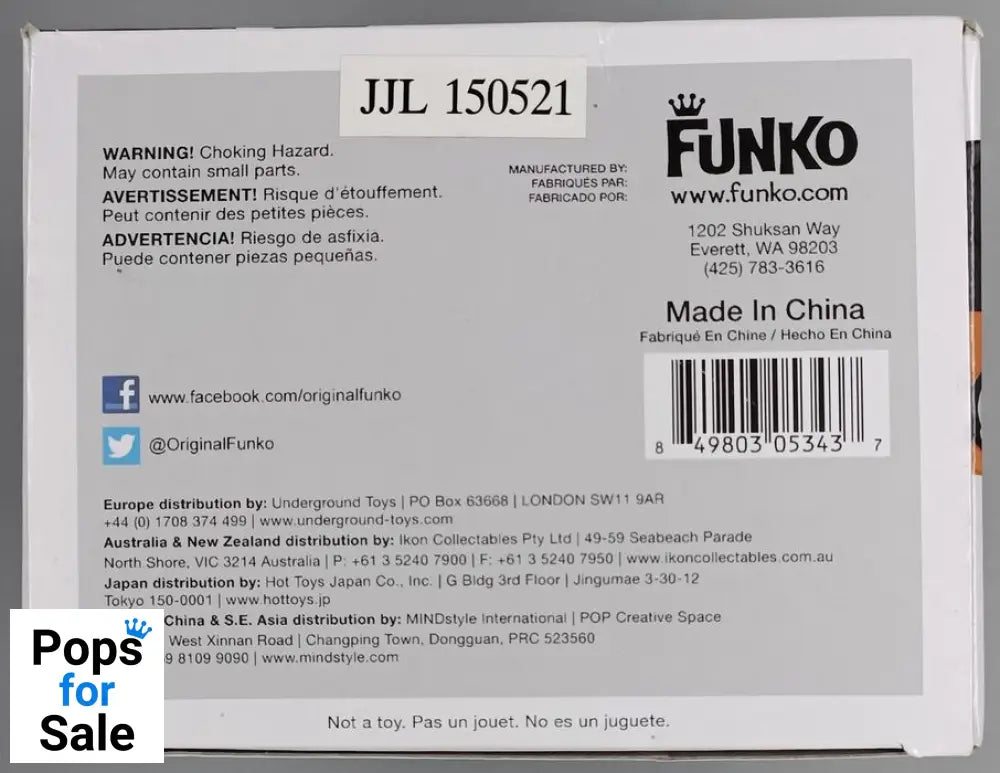 JJL 150521
WARNING! Choking Hazard.
May contain small parts.
AVERTISSEMENT! Risque d'étouffement.
Peut contenir des petites pièces.
ADVERTENCIA! Riesgo de asfixia.
Puede contener piezas pequeñas.
MANUFACTURED BY:
FABRIQUÉS PAR:
FABRICADO POR:
FUNKO
www.funko.com
1202 Shuksan Way
Everett, WA 98203
(425) 783-3616
Made In China
Fabriqué En Chine / Hecho En China
8 49803 05343 7
www.facebook.com/originalfunko
@OriginalFunko
Europe distribution by: Underground Toys | PO Box 63668 | LONDON SW11 9AR
+44 (0) 1708 374 499 | www.underground-toys.com
Australia & New Zealand distribution by: Ikon Collectables Pty Ltd | 49-59 Seabeach Parade
North Shore, VIC 3214 Australia | P: +61 3 5240 7900 | F: +61 3 5240 7950 | www.ikoncollectables.com.au
Japan distribution by: Hot Toys Japan Co., Inc. | G Bldg 3rd Floor | Jingumae 3-30-12
Tokyo 150-0001 | www.hottoys.jp
China & S.E. Asia distribution by: MINDstyle International | POP Creative Space
West Xinnan Road | Changping Town, Dongguan, PRC 523560
8109 9090 | www.mindstyle.com
Not a toy. Pas un jouet. No es un juguete.
Pops
for
Sale